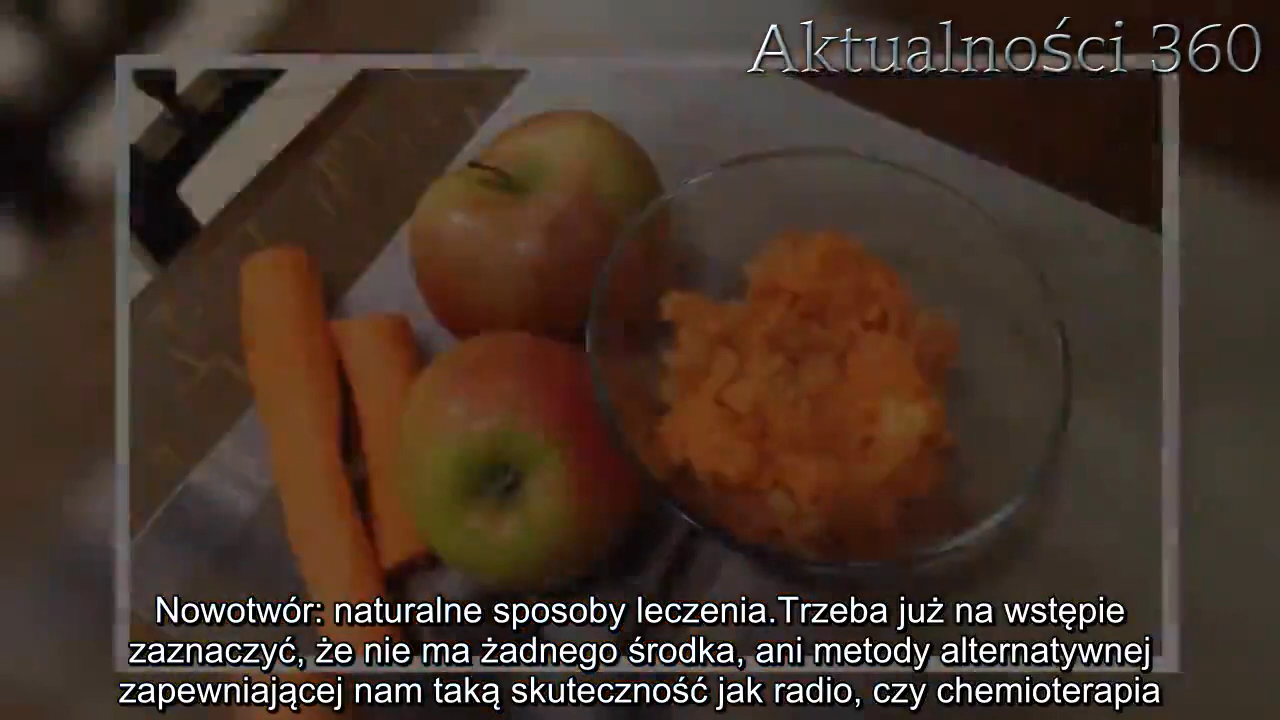 Aktualności 360
Nowotwór: naturalne sposoby leczenia.Trzeba już na wstępie
zaznaczyć, że nie ma żadnego środka, ani metody alternatywnej
zapewniającej nam taką skuteczność jak radio, czy chemioterapia